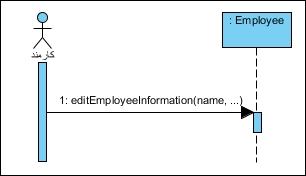 : Employee
کارمند
1: editEmployeeInformation(name, ...)